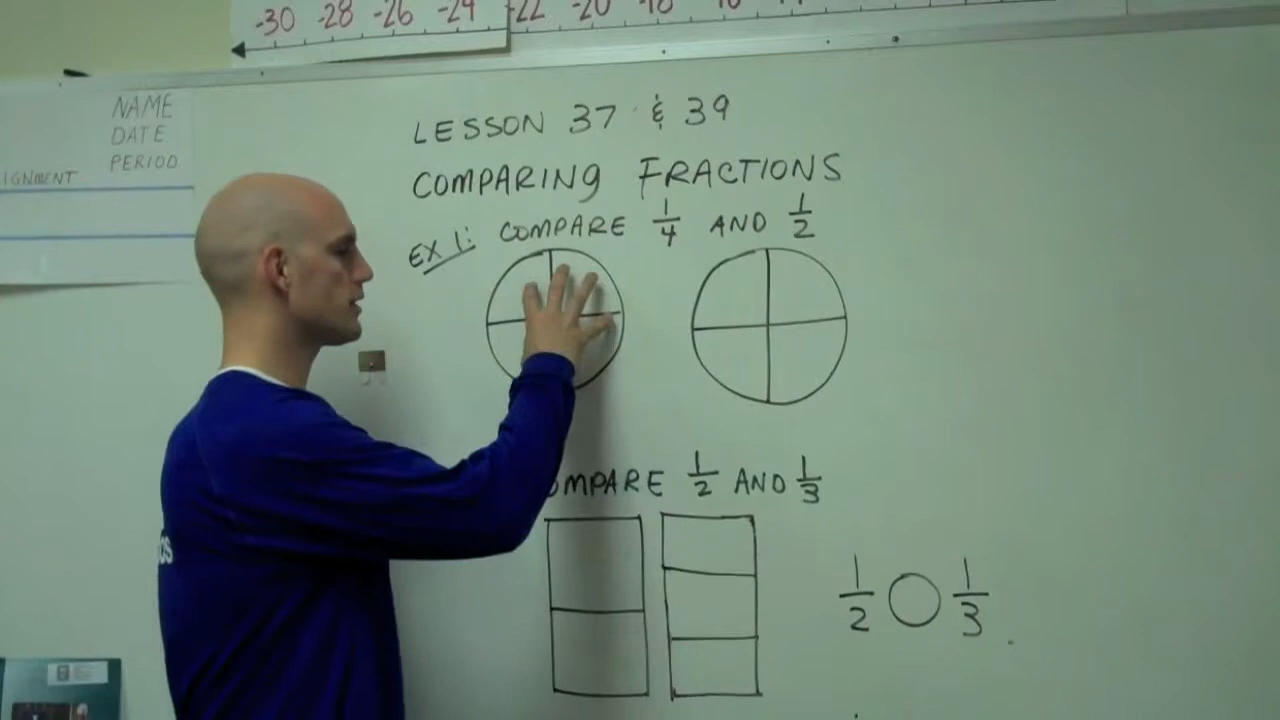 -30 -28 -26 -24 -22 -20 -18
NAME
DATE
PERIOD
LESSON 37 & 39
COMPARING FRACTIONS
EX 1: COMPARE 1/4 AND 1/2
OMPARE 1/2 AND 1/3
1/2 ○ 1/3